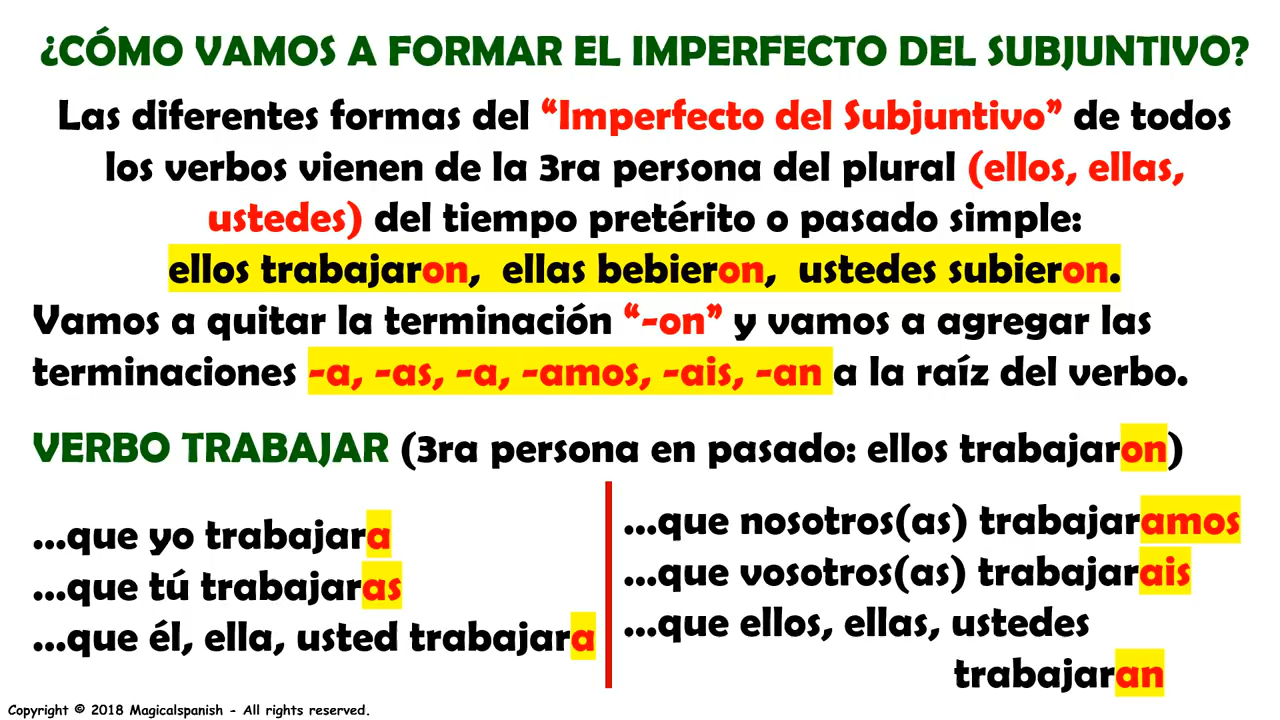 ¿CÓMO VAMOS A FORMAR EL IMPERFECTO DEL SUBJUNTIVO?
Las diferentes formas del “Imperfecto del Subjuntivo” de todos
los verbos vienen de la 3ra persona del plural (ellos, ellas,
ustedes) del tiempo pretérito o pasado simple:
ellos trabajaron, ellas bebieron, ustedes subieron.
Vamos a quitar la terminación “-on” y vamos a agregar las
terminaciones -a, -as, -a, -amos, -ais, -an a la raíz del verbo.
VERBO TRABAJAR (3ra persona en pasado: ellos trabajaron)
...que yo trabajara
...que tú trabajaras
...que él, ella, usted trabajara
...que nosotros(as) trabajaramos
...que vosotros(as) trabajarais
...que ellos, ellas, ustedes
trabajaran
Copyright © 2018 Magicalspanish - All rights reserved.